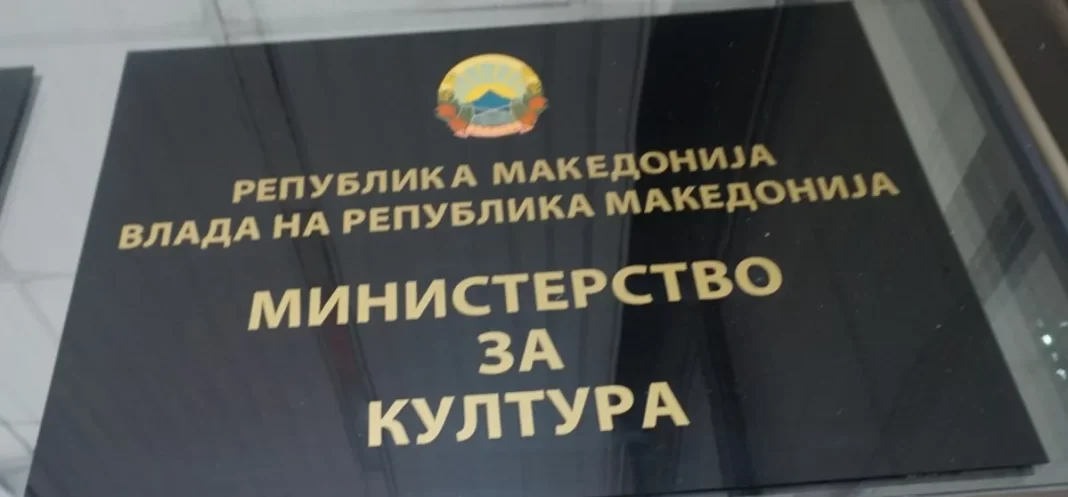 РЕПУБЛИКА МАКЕДОНИЈА
ВЛАДА НА РЕПУБЛИКА МАКЕДОНИЈА
МИНИСТЕРСТВО
ЗА
КУЛТУРА